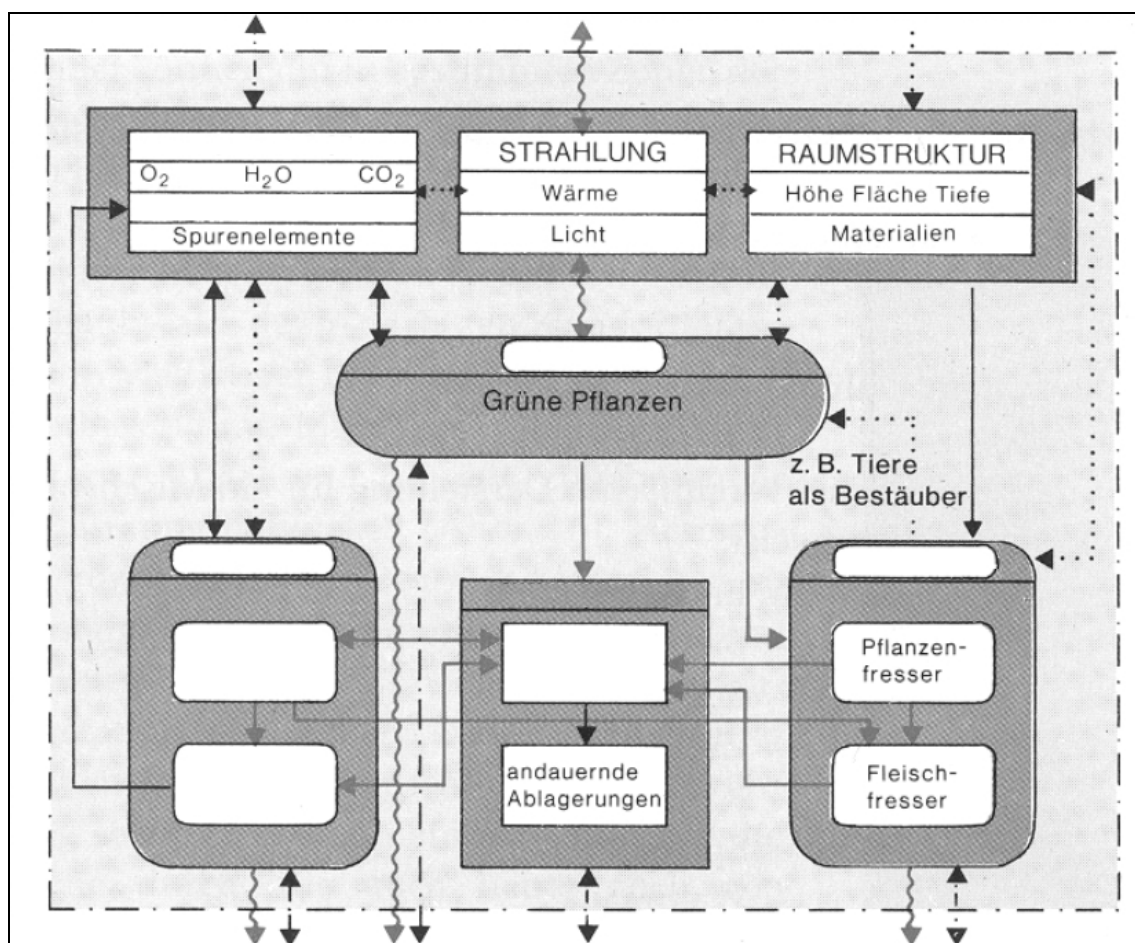 STRAHLUNG
RAUMSTRUKTUR
O₂ H₂O CO₂
Wärme
Höhe Fläche Tiefe
Spurenelemente
Licht
Materialien
Grüne Pflanzen
z. B. Tiere
als Bestäuber
Pflanzen-
fresser
andauernde
Ablagerungen
Fleisch-
fresser